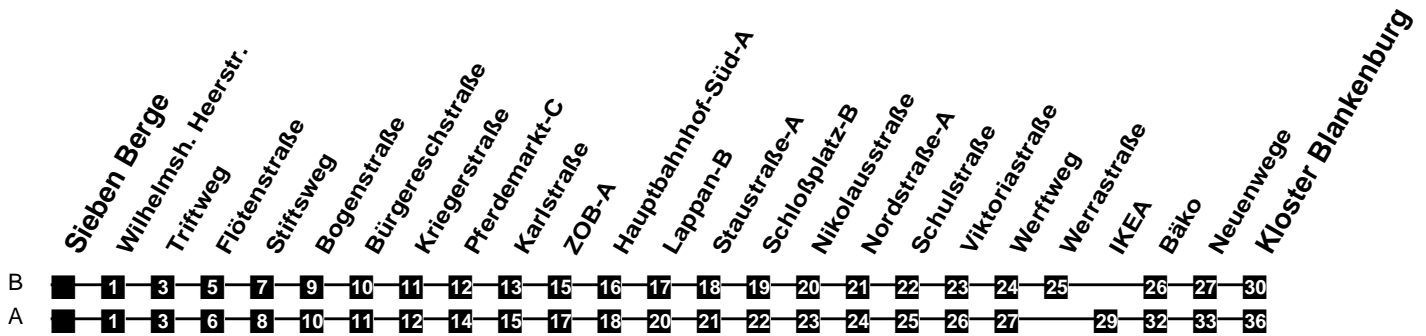 Sieben Berge
Wilhelmsh. Heerstr.
Triftweg
Flötenstraße
Stiftsweg
Bogenstraße
Bürgereschstraße
Kriegerstraße
Pferdemarkt-C
Karlstraße
ZOB-A
Hauptbahnhof-Süd-A
Lappan-B
Staustraße-A
Schloßplatz-B
Nikolausstraße
Nordstraße-A
Schulstraße
Viktoriastraße
Werftweg
Werrastraße
IKEA
Bäko
Neuenwege
Kloster Blankenburg
B 1 3 5 7 9 10 11 12 13 15 16 17 18 19 20 21 22 23 24 25 26 27 30
A 1 3 6 8 10 11 12 14 15 17 18 20 21 22 23 24 25 26 27 29 32 33 36